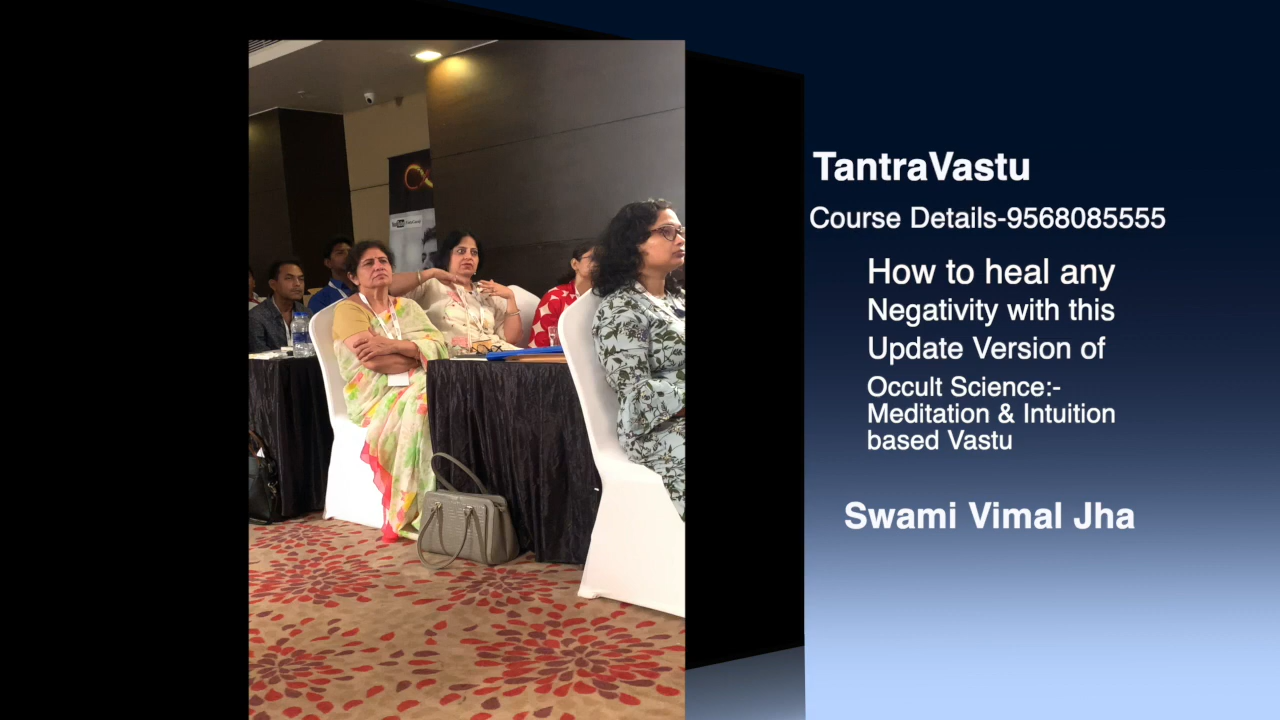 TantraVastu
Course Details-9568085555
How to heal any
Negativity with this
Update Version of
Occult Science:-
Meditation & Intuition
based Vastu
Swami Vimal Jha